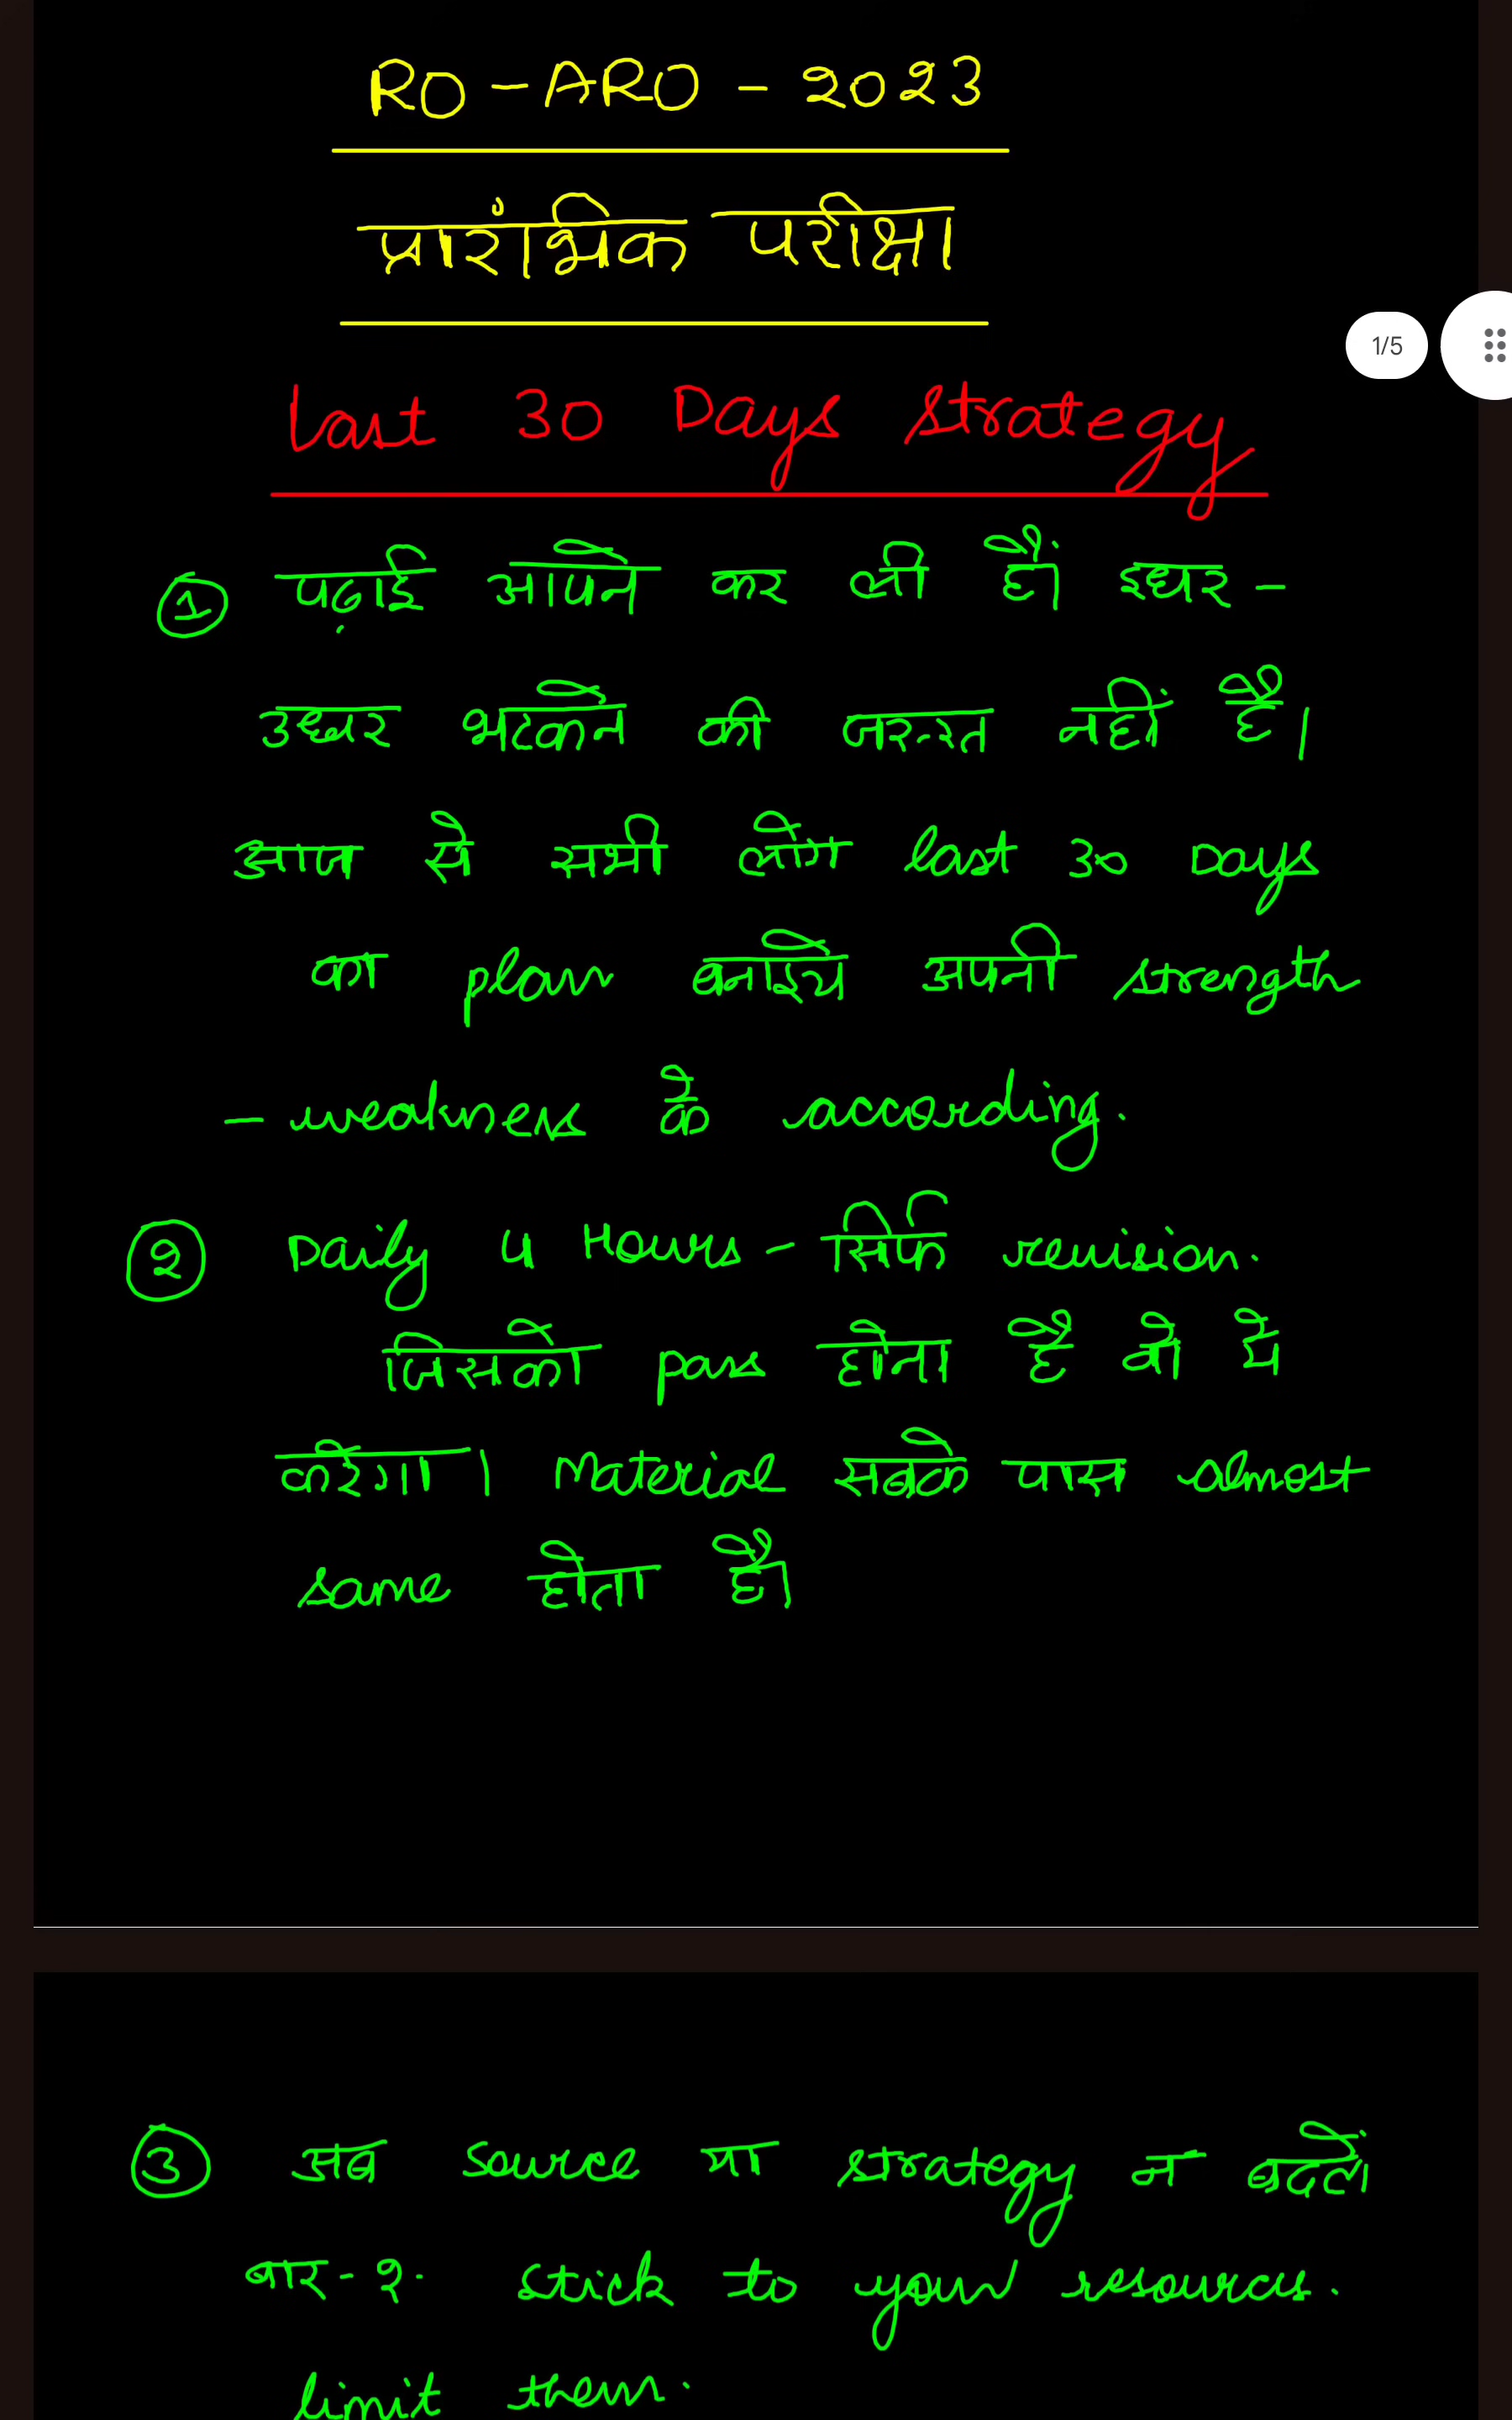 RO-ARO-2023
प्रारंभिक परीक्षा
1/5
Last 30 Days Strategy
① पढ़ाई आपने कर ली है। इधर-
उधर भटकने की जरूरत नहीं है।
आज से सभी लोग last 30 Days
का plan बनाइये अपनी strength
- weakness के according.
② Daily 4 Hours - सिर्फ revision.
जिसको pass होना है वो ये
करेगा। Material सबके पास almost
same होता है।
③ अब source या strategy न बदलें
बार-२. stick to your resources.
limit them.